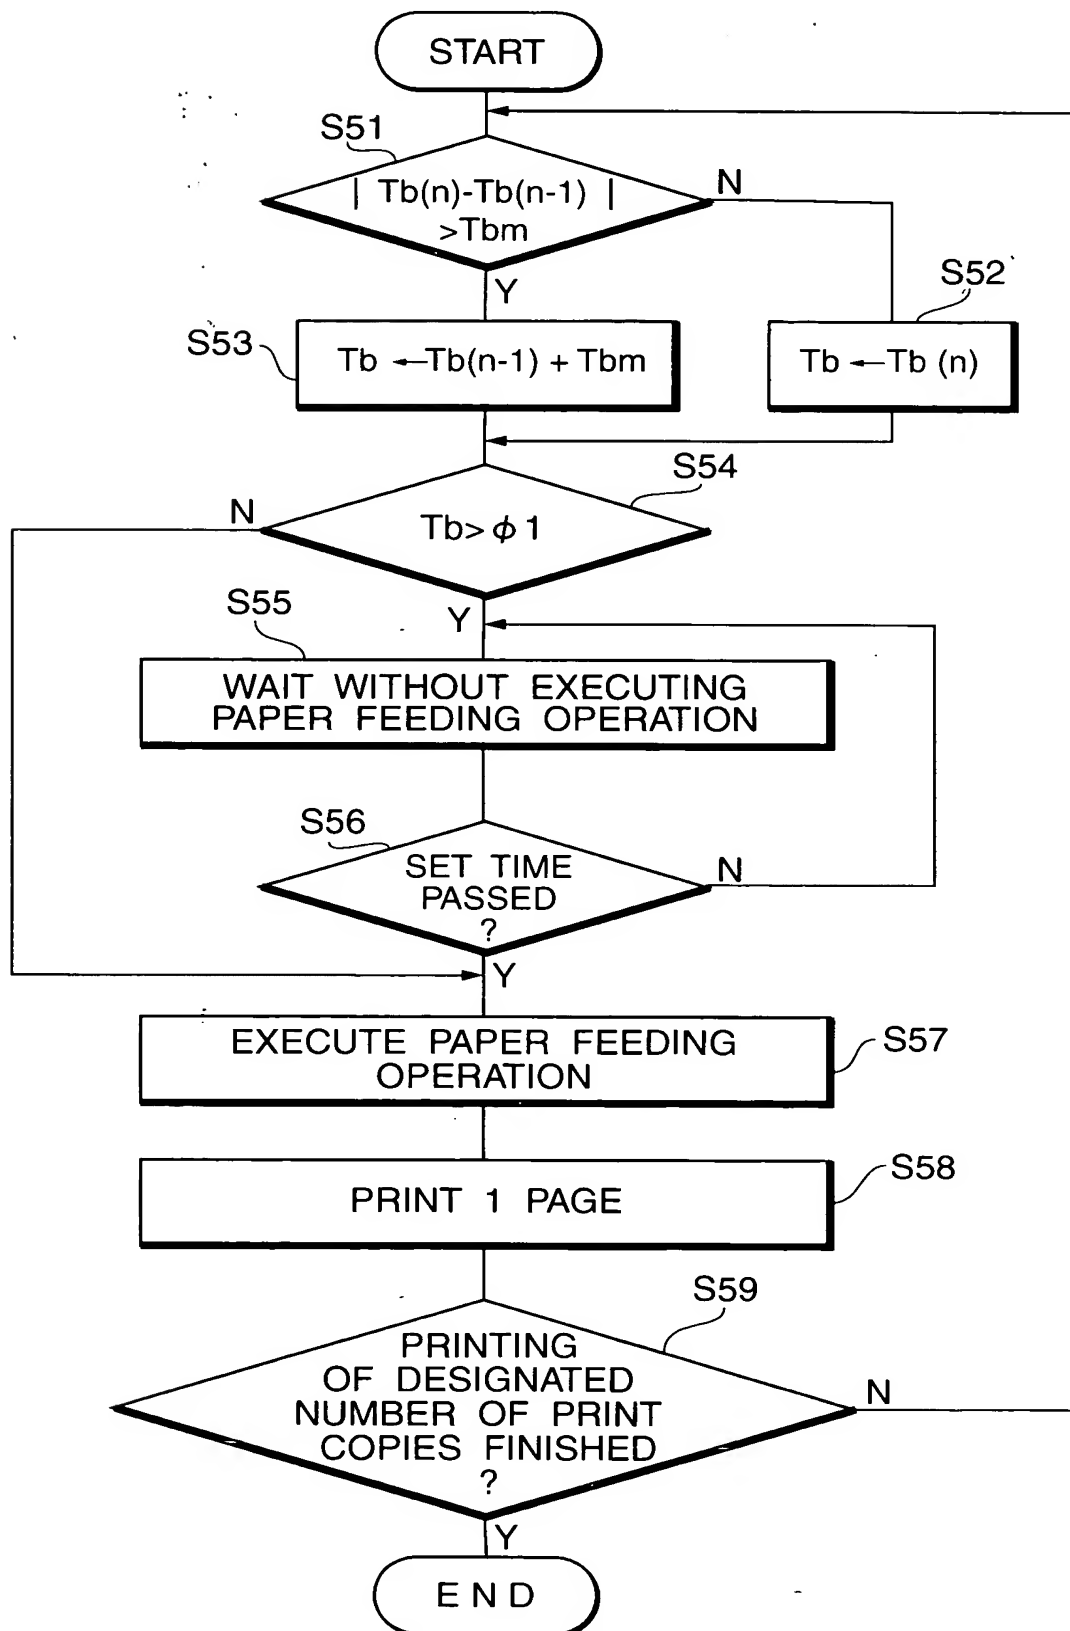 START
S51
| Tb(n)-Tb(n-1) |
>Tbm
N
Y
S52
S53
Tb ←Tb(n-1) + Tbm
Tb ←Tb (n)
S54
N
Tb> ϕ 1
Y
S55
WAIT WITHOUT EXECUTING
PAPER FEEDING OPERATION
S56
SET TIME
PASSED
?
N
Y
EXECUTE PAPER FEEDING
OPERATION
S57
PRINT 1 PAGE
S58
S59
PRINTING
OF DESIGNATED
NUMBER OF PRINT
COPIES FINISHED
?
N
Y
END